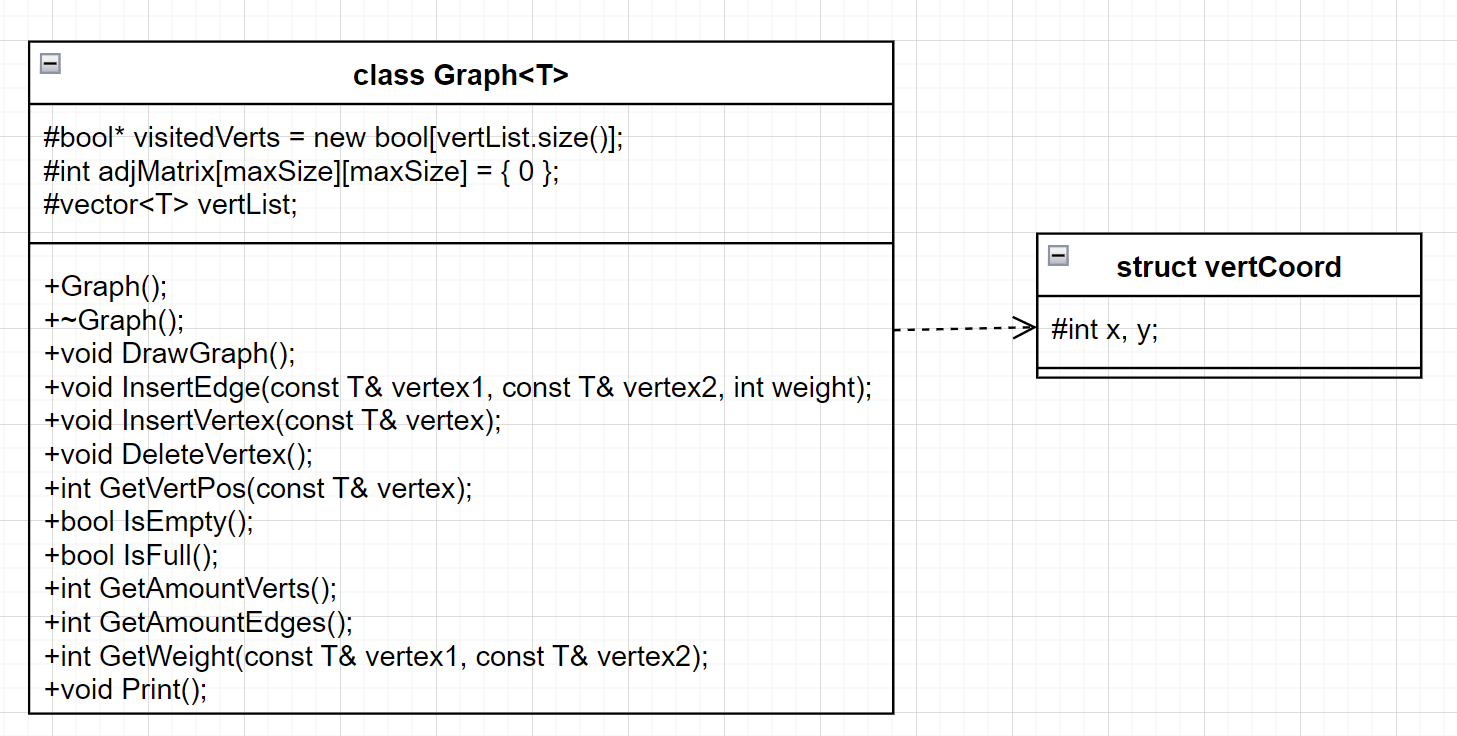 class Graph<T>
#bool* visitedVerts = new bool[vertList.size()];
#int adjMatrix[maxSize][maxSize] = { 0 };
#vector<T> vertList;
+Graph();
+~Graph();
+void DrawGraph();
+void InsertEdge(const T& vertex1, const T& vertex2, int weight);
+void InsertVertex(const T& vertex);
+void DeleteVertex();
+int GetVertPos(const T& vertex);
+bool IsEmpty();
+bool IsFull();
+int GetAmountVerts();
+int GetAmountEdges();
+int GetWeight(const T& vertex1, const T& vertex2);
+void Print();
struct vertCoord
#int x, y;